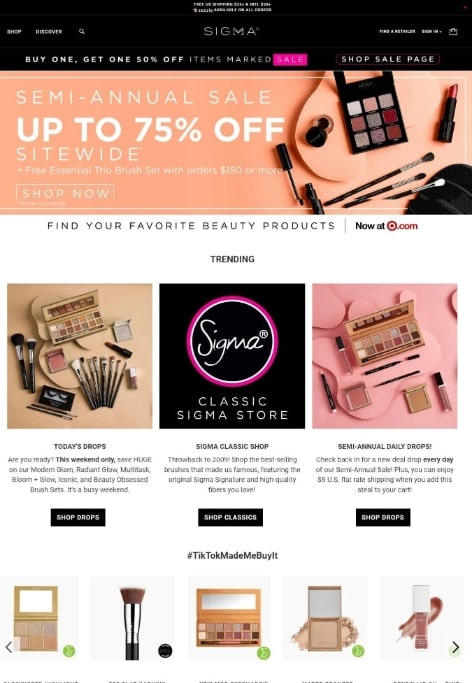 FREE US SHIPPING $25+ & INTL $50+
AVAILABLE ON ALL ORDERS
SHOP
DISCOVER
SIGMA
FIND A RETAILER
SIGN IN
BUY ONE, GET ONE 50% OFF ITEMS MARKED SALE
SHOP SALE PAGE
SEMI-ANNUAL SALE
UP TO 75% OFF
SITEWIDE
+ Free Essential Trio Brush Set with orders $150 or more
SHOP NOW
FIND YOUR FAVORITE BEAUTY PRODUCTS
Now at .com
TRENDING
Sigma®
CLASSIC
SIGMA STORE
TODAY'S DROPS
Are you ready? This weekend only, save HUGE
on our Modern Glam, Radiant Glow, Multitask,
Bloom + Glow, Iconic, and Beauty Obsessed
Brush Sets. It's a busy weekend.
SHOP DROPS
SIGMA CLASSIC SHOP
Throwback to 2009! Shop the best-selling
brushes that made us famous, featuring the
original Sigma Signature and high-quality
fibers you love!
SHOP CLASSICS
SEMI-ANNUAL DAILY DROPS!
Check back in for a new deal drop every day
of our Semi-Annual Sale! Plus, you can enjoy
$5 U.S. flat rate shipping when you add this
steal to your cart!
SHOP DROPS
#TikTokMadeMeBuyIt